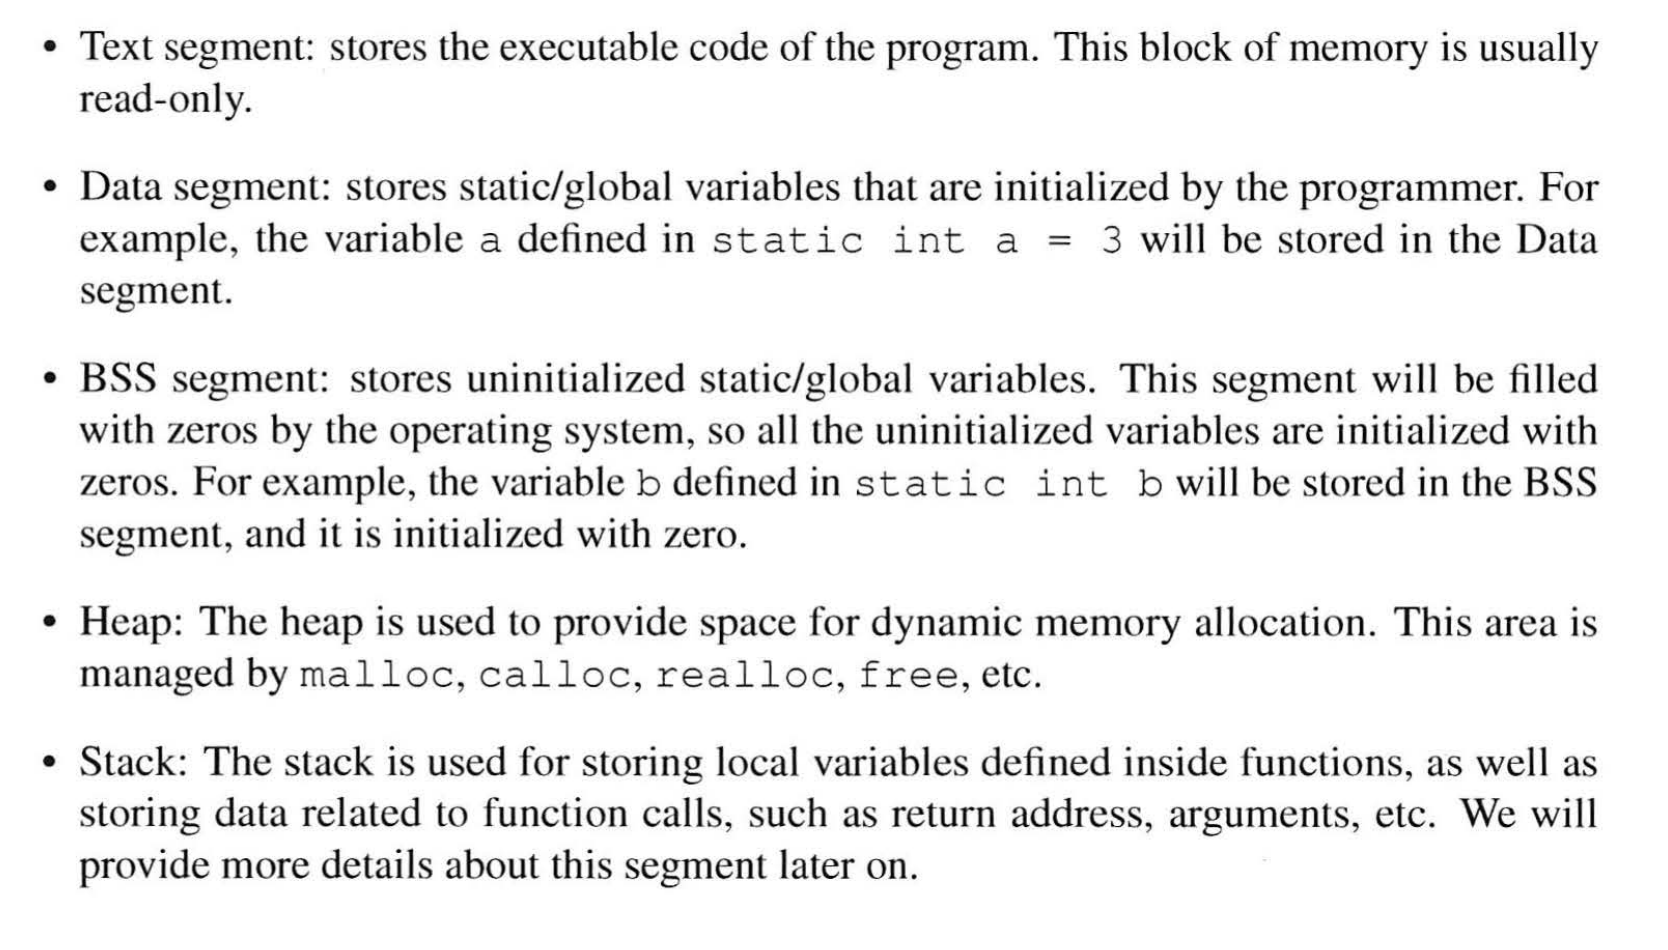 • Text segment: stores the executable code of the program. This block of memory is usually
read-only.
• Data segment: stores static/global variables that are initialized by the programmer. For
example, the variable a defined in static int a = 3 will be stored in the Data
segment.
• BSS segment: stores uninitialized static/global variables. This segment will be filled
with zeros by the operating system, so all the uninitialized variables are initialized with
zeros. For example, the variable b defined in static int b will be stored in the BSS
segment, and it is initialized with zero.
• Heap: The heap is used to provide space for dynamic memory allocation. This area is
managed by malloc, calloc, realloc, free, etc.
• Stack: The stack is used for storing local variables defined inside functions, as well as
storing data related to function calls, such as return address, arguments, etc. We will
provide more details about this segment later on.